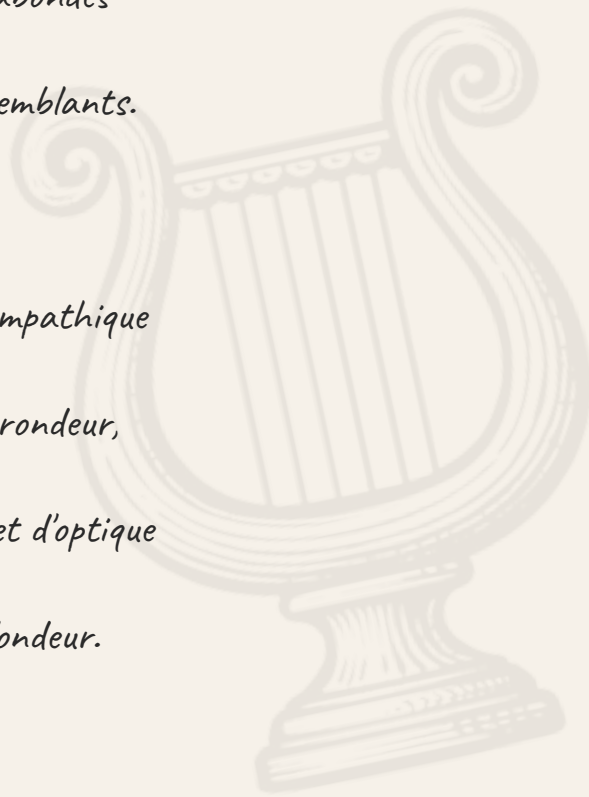 emblants.
mpathique
rondeur,
et d'optique
ondeur.